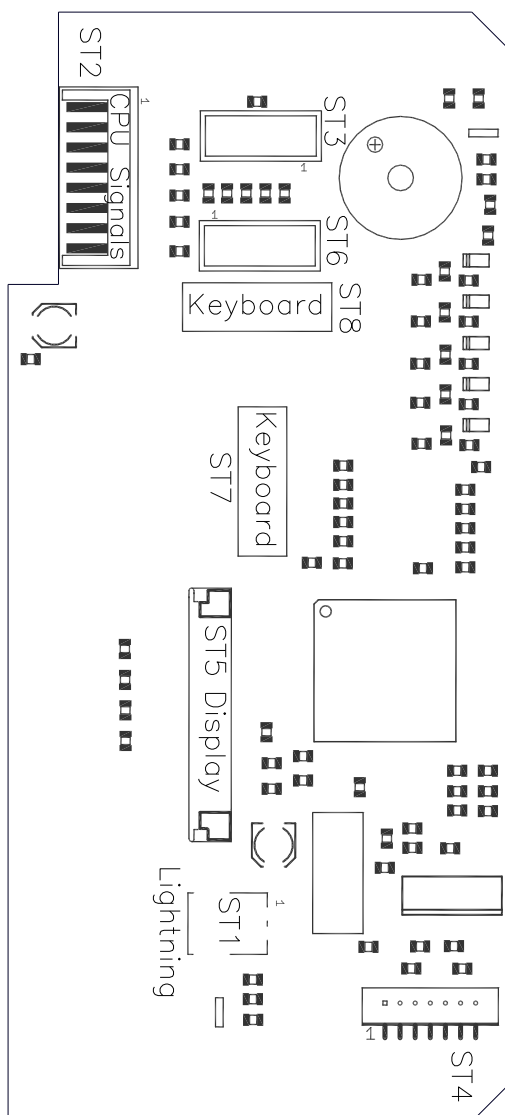 ST2
1
CPU Signals
ST3
1
1
ST6
Keyboard
ST8
Keyboard
ST7
ST5 Display
Lightning
ST1
1
1
ST4